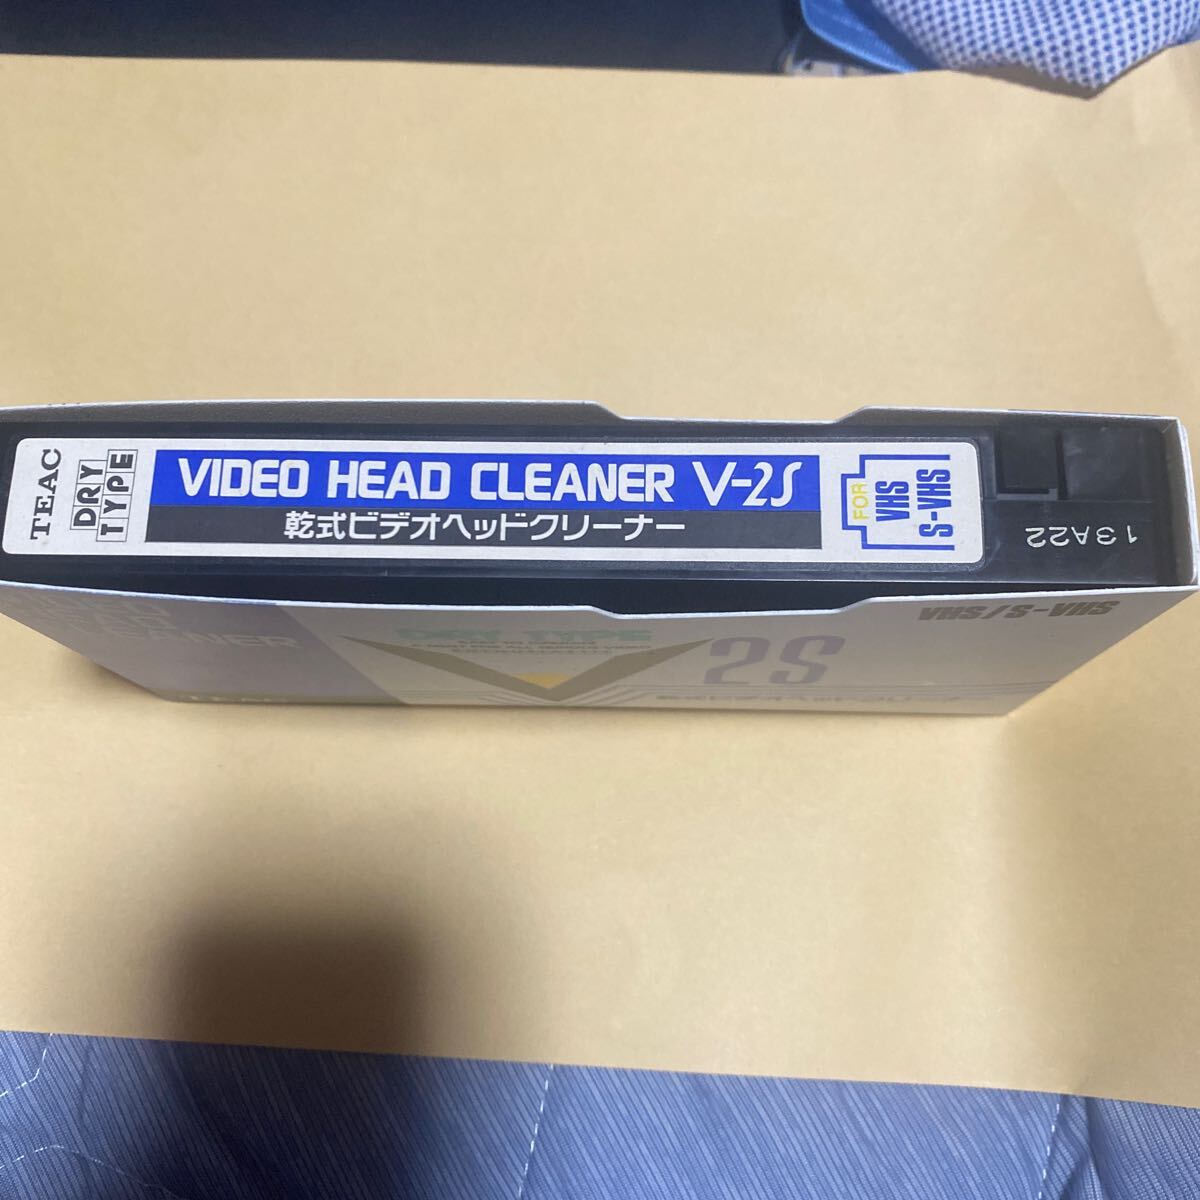 TEAC
DRY
TYPE
VIDEO HEAD CLEANER V-2S
乾式ビデオヘッドクリーナー
FOR
VHS
S-VHS
13A22
VHS/S-VHS
CLEANER
DRY TYPE
2S
TEAC